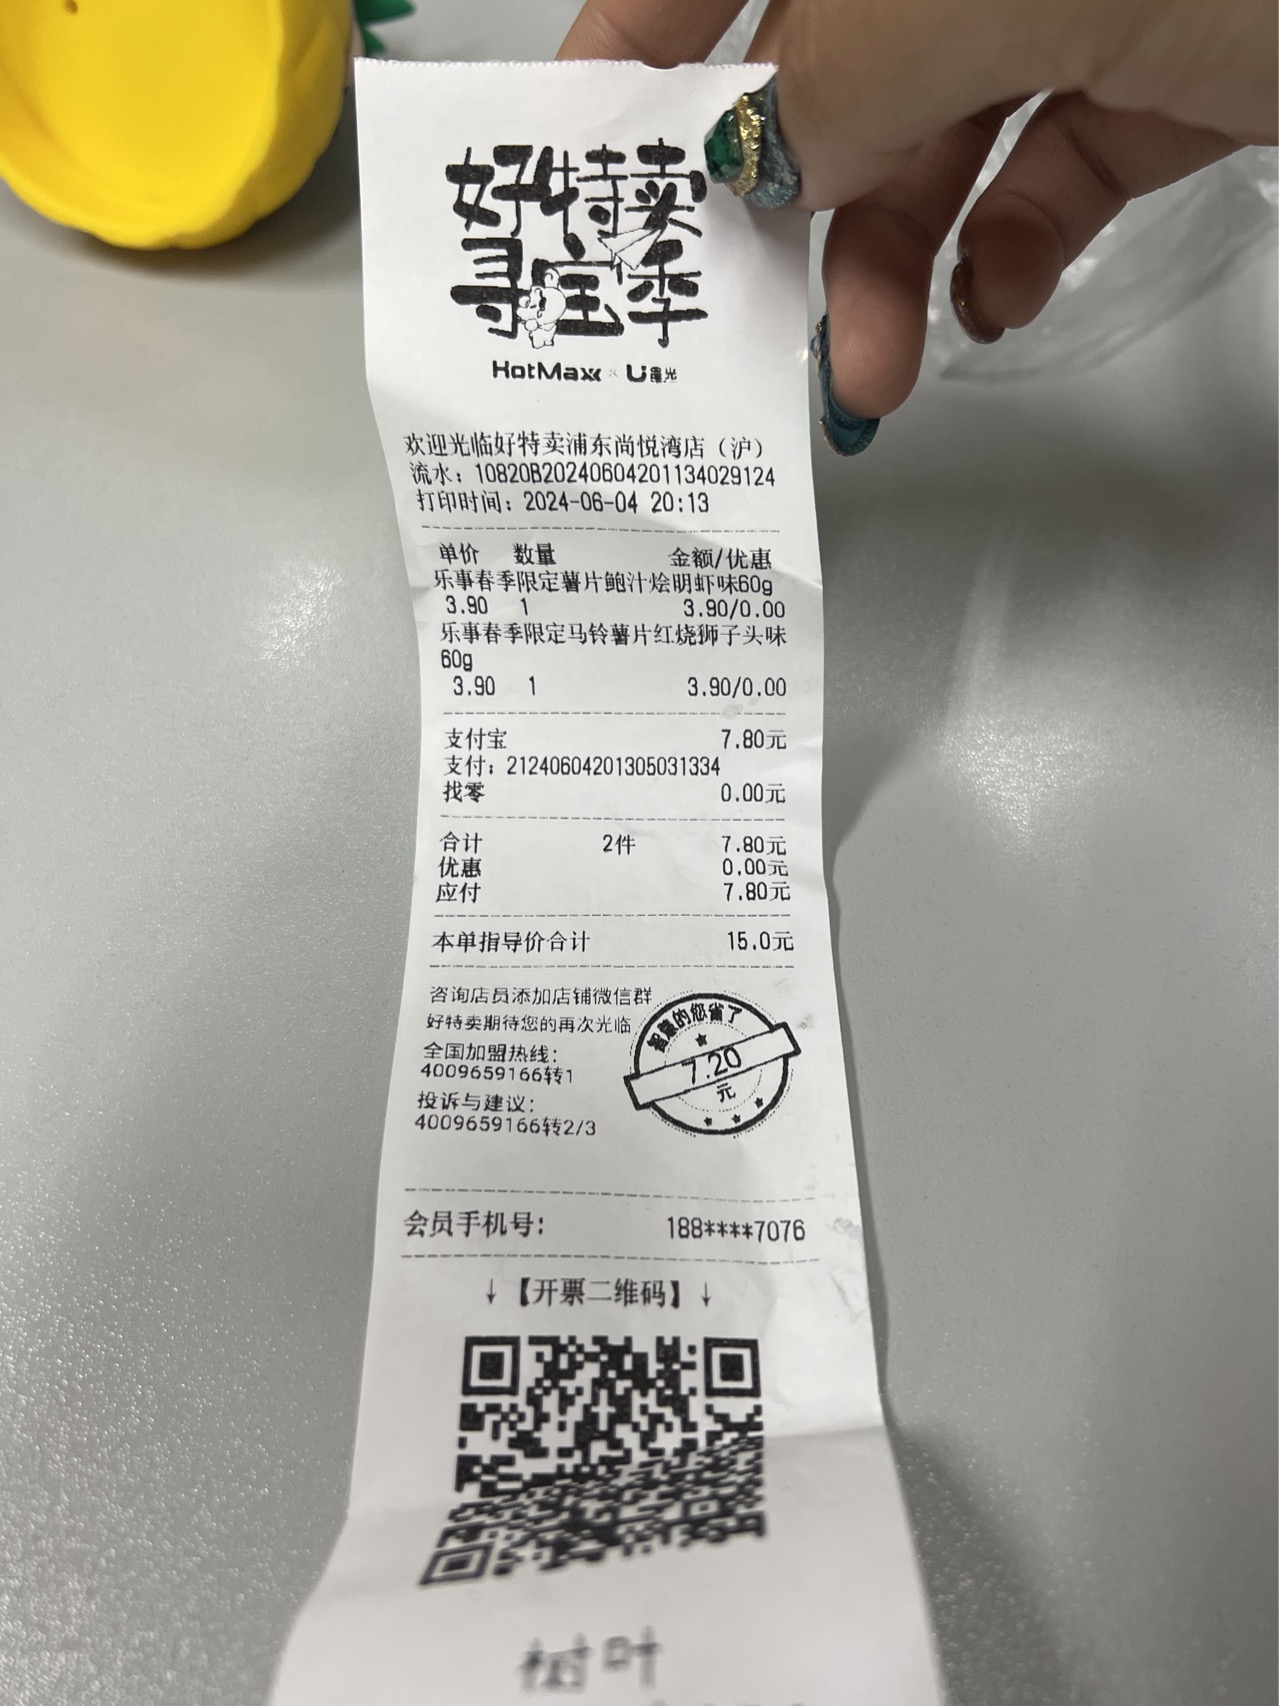 好特卖
寻宝季
HotMaxx × U星光
欢迎光临好特卖浦东尚悦湾店（沪）
流水：10820B20240604201134029124
打印时间：2024-06-04 20:13
单价 数量 金额/优惠
乐事春季限定薯片鲍汁烩明虾味60g
3.90 1 3.90/0.00
乐事春季限定马铃薯片红烧狮子头味
60g
3.90 1 3.90/0.00
支付宝 7.80元
支付：21240604201305031334
找零 0.00元
合计 2件 7.80元
优惠 0.00元
应付 7.80元
本单指导价合计 15.0元
咨询店员添加店铺微信群
好特卖期待您的再次光临
全国加盟热线：
4009659166转1
投诉与建议：
4009659166转2/3
智慧的您省了
7.20
元
会员手机号： 188****7076
↓【开票二维码】↓
树叶